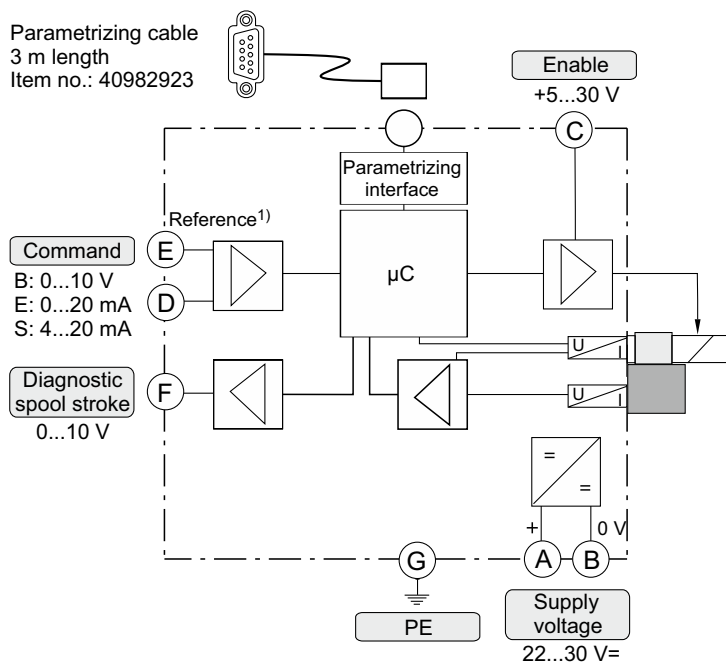 Parametrizing cable
3 m length
Item no.: 40982923
Enable
+5...30 V
C
Parametrizing
interface
Reference1)
Command
E
D
B: 0...10 V
E: 0...20 mA
S: 4...20 mA
µC
U
I
Diagnostic
spool stroke
F
0...10 V
U
I
=
=
+
0 V
G
A
B
PE
Supply
voltage
22...30 V=